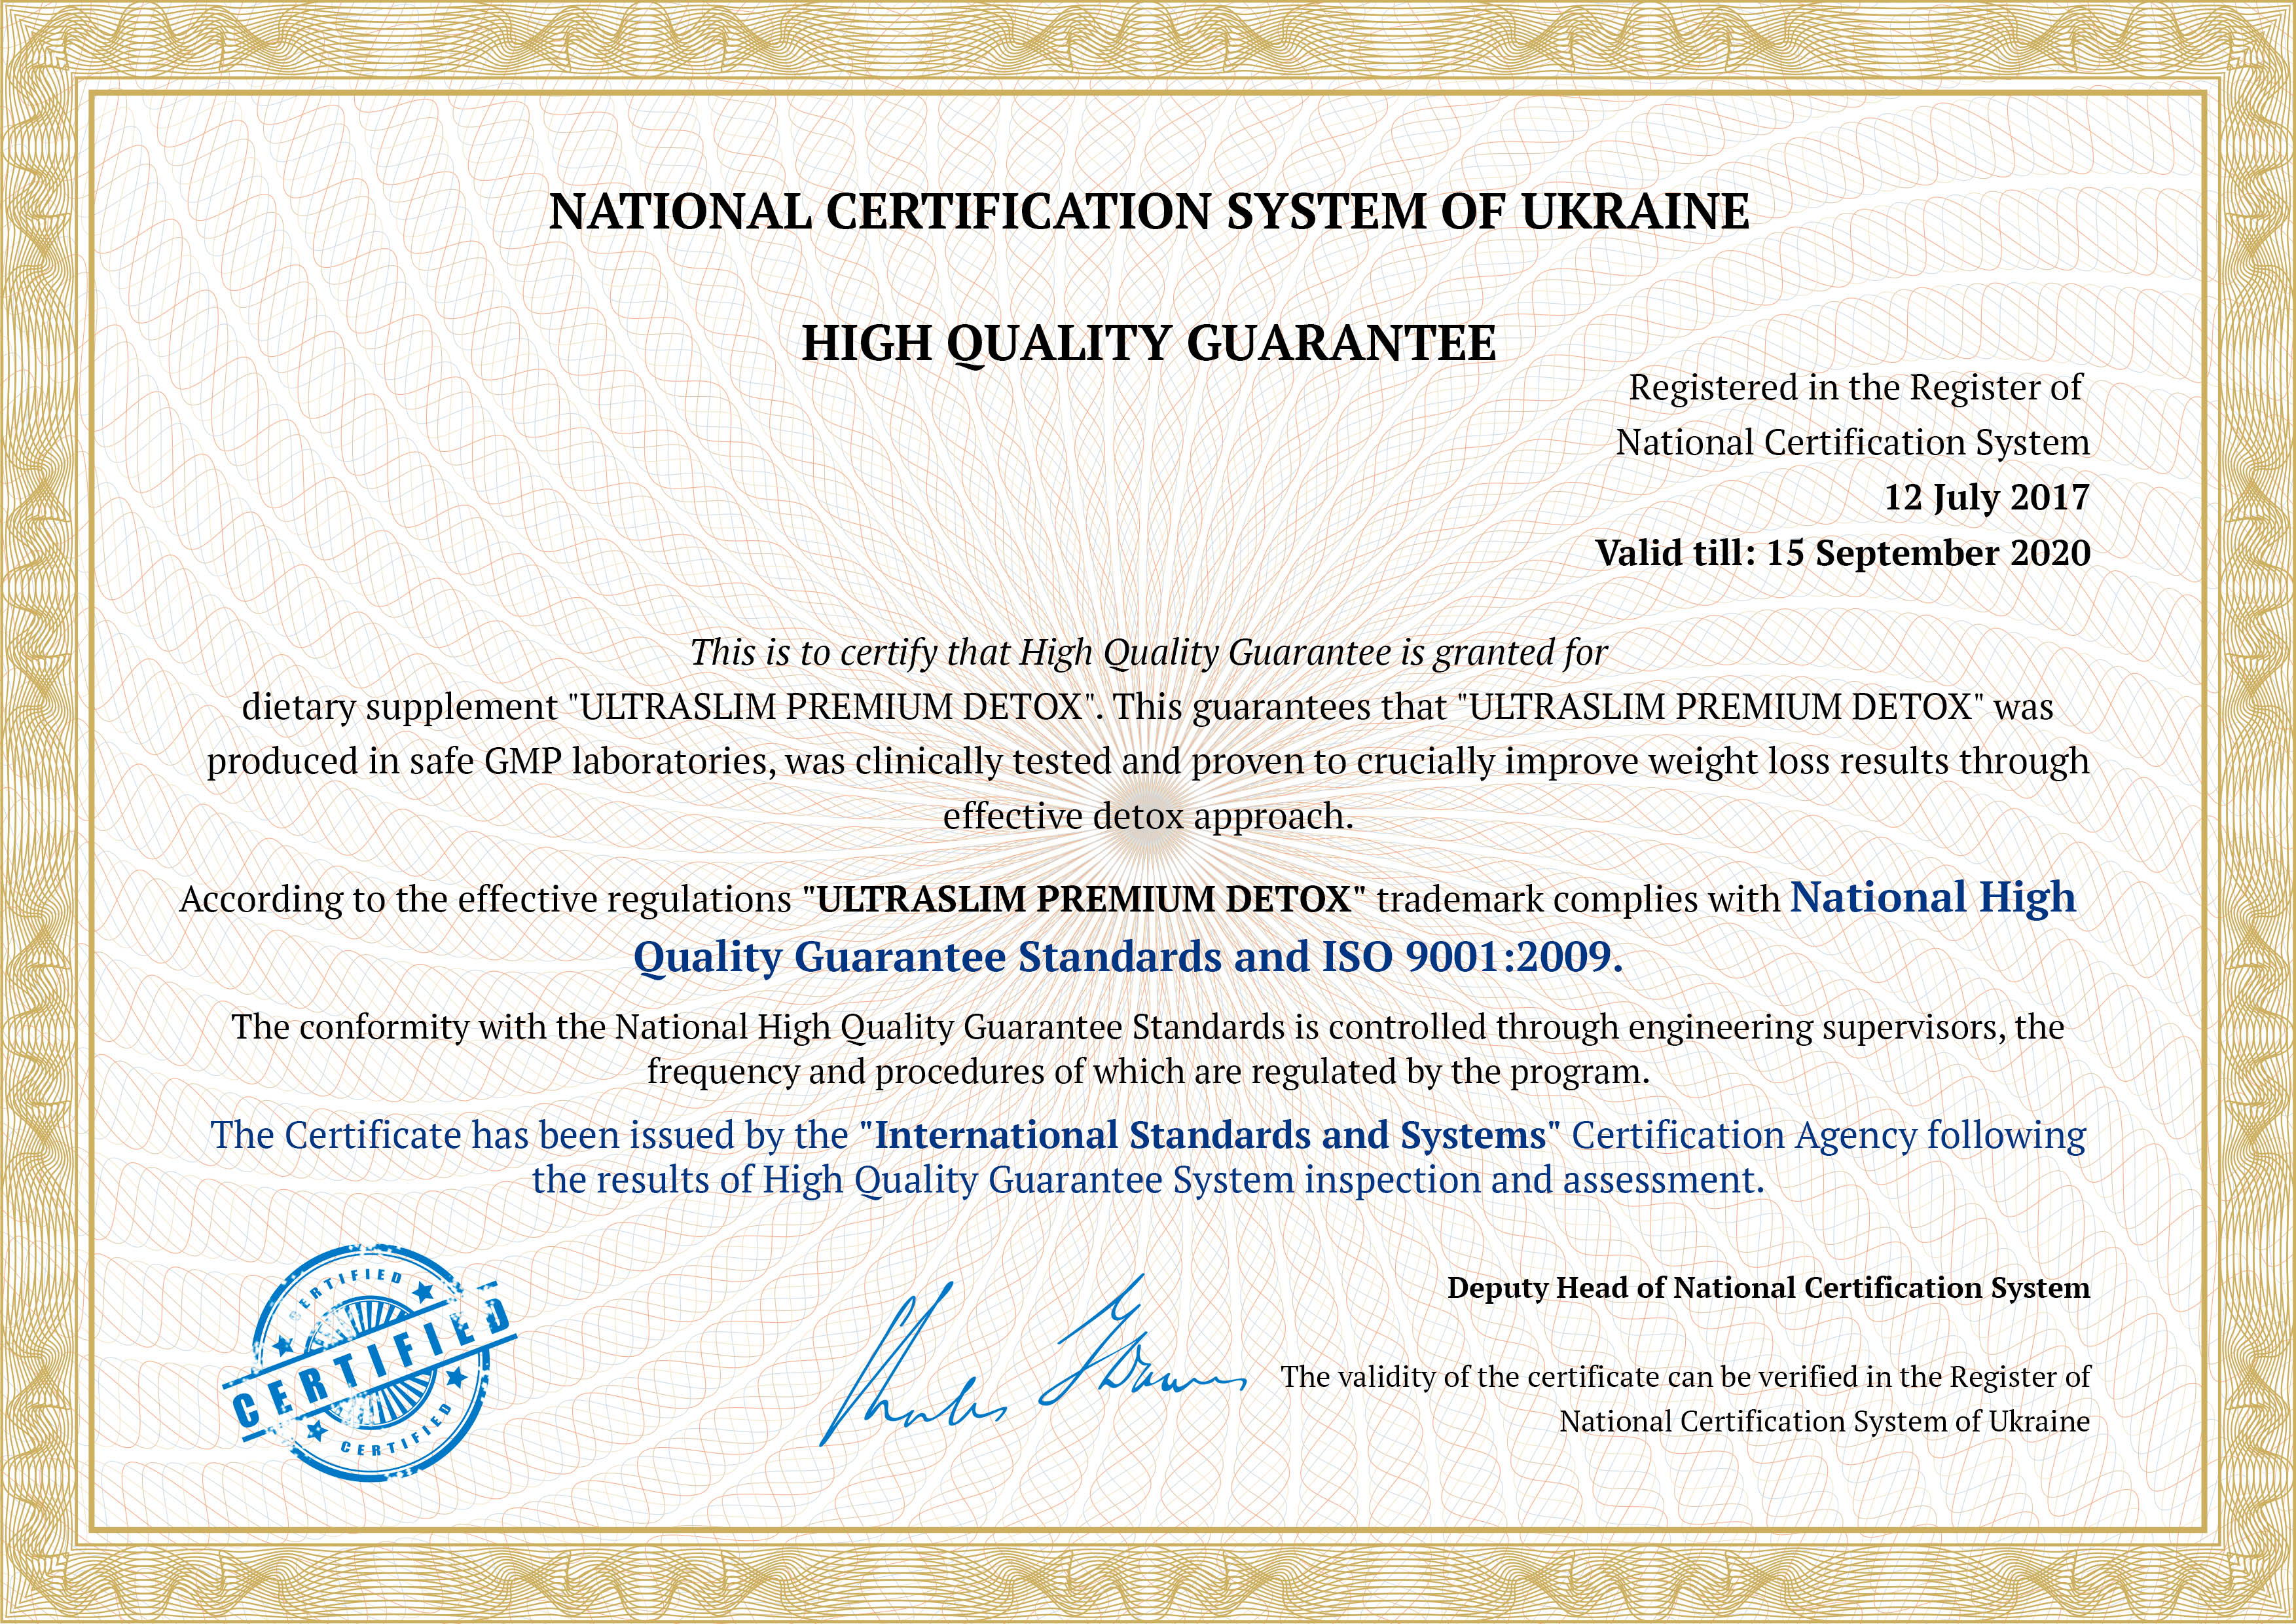 NATIONAL CERTIFICATION SYSTEM OF UKRAINE
HIGH QUALITY GUARANTEE
Registered in the Register of
National Certification System
12 July 2017
Valid till: 15 September 2020
This is to certify that High Quality Guarantee is granted for
dietary supplement "ULTRASLIM PREMIUM DETOX". This guarantees that "ULTRASLIM PREMIUM DETOX" was
produced in safe GMP laboratories, was clinically tested and proven to crucially improve weight loss results through
effective detox approach.
According to the effective regulations "ULTRASLIM PREMIUM DETOX" trademark complies with National High
Quality Guarantee Standards and ISO 9001:2009.
The conformity with the National High Quality Guarantee Standards is controlled through engineering supervisors, the
frequency and procedures of which are regulated by the program.
The Certificate has been issued by the "International Standards and Systems" Certification Agency following
the results of High Quality Guarantee System inspection and assessment.
CERTIFIED
CERTIFIED
CERTIFIED
Deputy Head of National Certification System
The validity of the certificate can be verified in the Register of
National Certification System of Ukraine